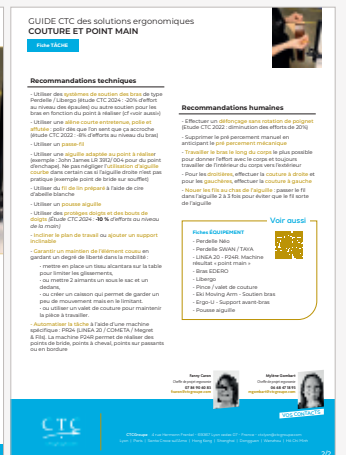 GUIDE CTC des solutions ergonomiques
COUTURE ET POINT MAIN
Fiche TÂCHE
Recommandations techniques
- Utiliser des systèmes de soutien des bras de type
Perdelle / Libergo (étude CTC 2024 : -20% d'effort
au niveau des épaules) ou autre soutien pour les
bras en fonction du point à réaliser (cf voir aussi)
- Utiliser une alêne courte entretenue, polie et
affutée : polir dès que l'on sent que ça accroche
(étude CTC 2022 : -8% d'efforts au niveau du bras)
- Utiliser un passe-fil
- Utiliser une aiguille adaptée au point à réaliser
(exemple : John James LR 3912/ 004 pour du point
d'enchape). Ne pas négliger l'utilisation d'aiguille
courte dans certain cas si l'aiguille droite n'est pas
pratique (exemple point de bride sur soufflet)
- Utiliser du fil de lin préparé à l'aide de cire
d'abeille blanche
- Utiliser un pousse aiguille
- Utiliser des protèges doigts et des bouts de
doigts (Étude CTC 2024 : -10 % d'efforts au niveau
de la main)
- Incliner le plan de travail ou ajouter un support
inclinable
- Garantir un maintien de l'élément cousu en
gardant un degré de liberté dans la mobilité :
- mettre en place un tissu alcantara sur la table
pour limiter les glissements,
- ou mettre 2 aimants un sous le sac et un
dedans,
- ou créer un caisson qui permet de garder un
peu de mouvement mais en le limitant.
- ou utiliser un valet de couture pour maintenir
la pièce à travailler.
- Automatiser la tâche à l'aide d'une machine
spécifique : PR24 (LINEA 20 / COMETA / Magnet
& Fils). La machine P24R permet de réaliser des
points de bride, points à cheval, points sur passants
ou en bordure
Recommandations humaines
- Effectuer un défonçage sans rotation de poignet
(Étude CTC 2022 : diminution des efforts de 20%)
- Supprimer le pré percement manuel en
anticipant le pré percement mécanique
- Travailler le bras le long du corps le plus possible
pour donner l'effort avec le corps et toujours
travailler de l'intérieur du corps vers l'extérieur
- Pour les droitières, effectuer la couture à droite et
pour les gauchères, effectuer la couture à gauche
- Nouer les fils au chas de l'aiguille : passer le fil
dans l'aiguille 2 à 3 fois pour éviter que le fil sorte
de l'aiguille
Voir aussi
Fiches ÉQUIPEMENT
- Perdelle Néo
- Perdelle SWAN / TAYA
- LINEA 20 - P24R. Machine
résultat « point main »
- Bras EDERO
- Libergo
- Pince / valet de couture
- Eki Moving Arm - Soutien bras
- Ergo-U - Support avant-bras
- Pousse aiguille
Fanny Caron
Mylène Gombert
VOS CONTACTS
CTC
CTCGroupe
2/2